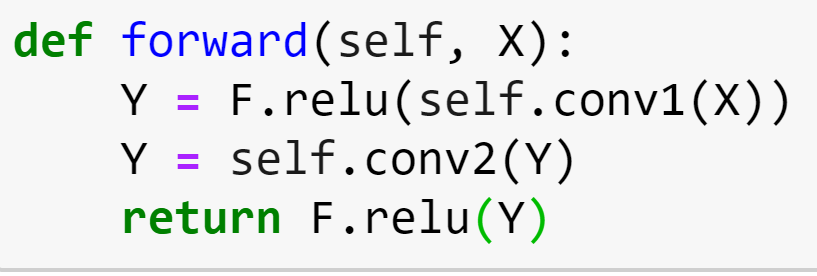 def forward(self, X):
    Y = F.relu(self.conv1(X))
    Y = self.conv2(Y)
    return F.relu(Y)